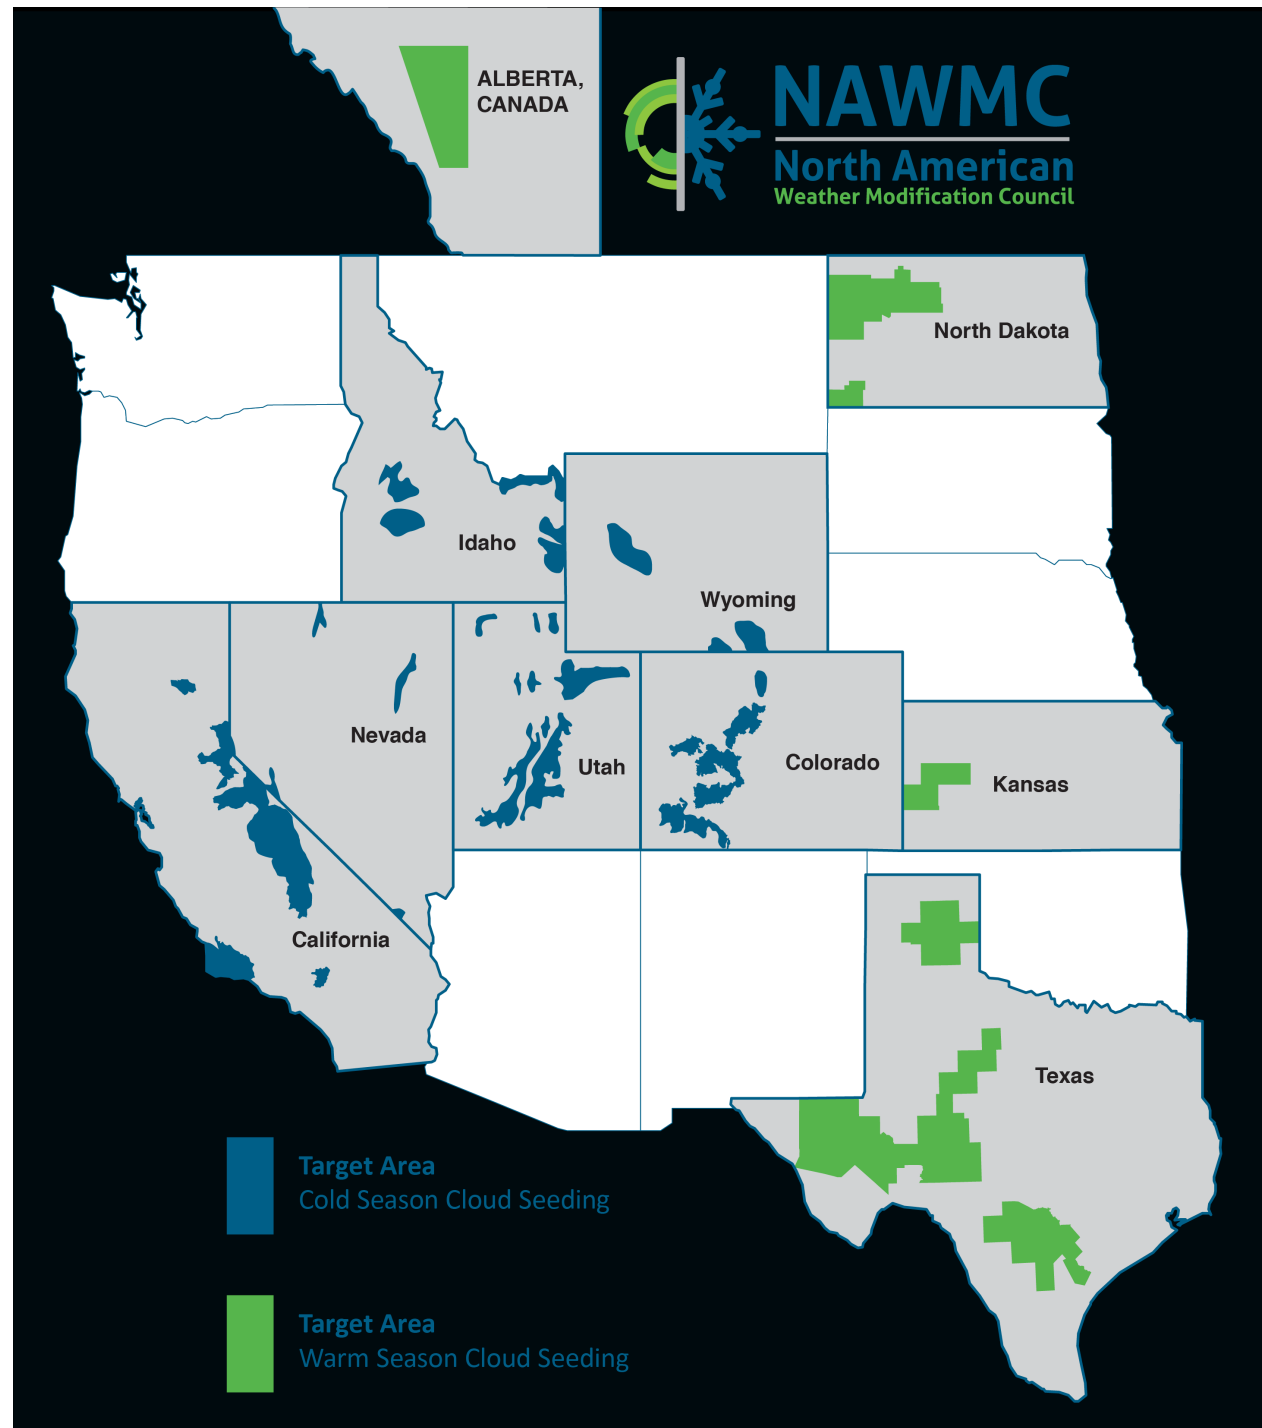 ALBERTA,
CANADA
NAWMC
North American
Weather Modification Council
North Dakota
Idaho
Wyoming
Nevada
Utah
Colorado
Kansas
California
Texas
Target Area
Cold Season Cloud Seeding
Target Area
Warm Season Cloud Seeding